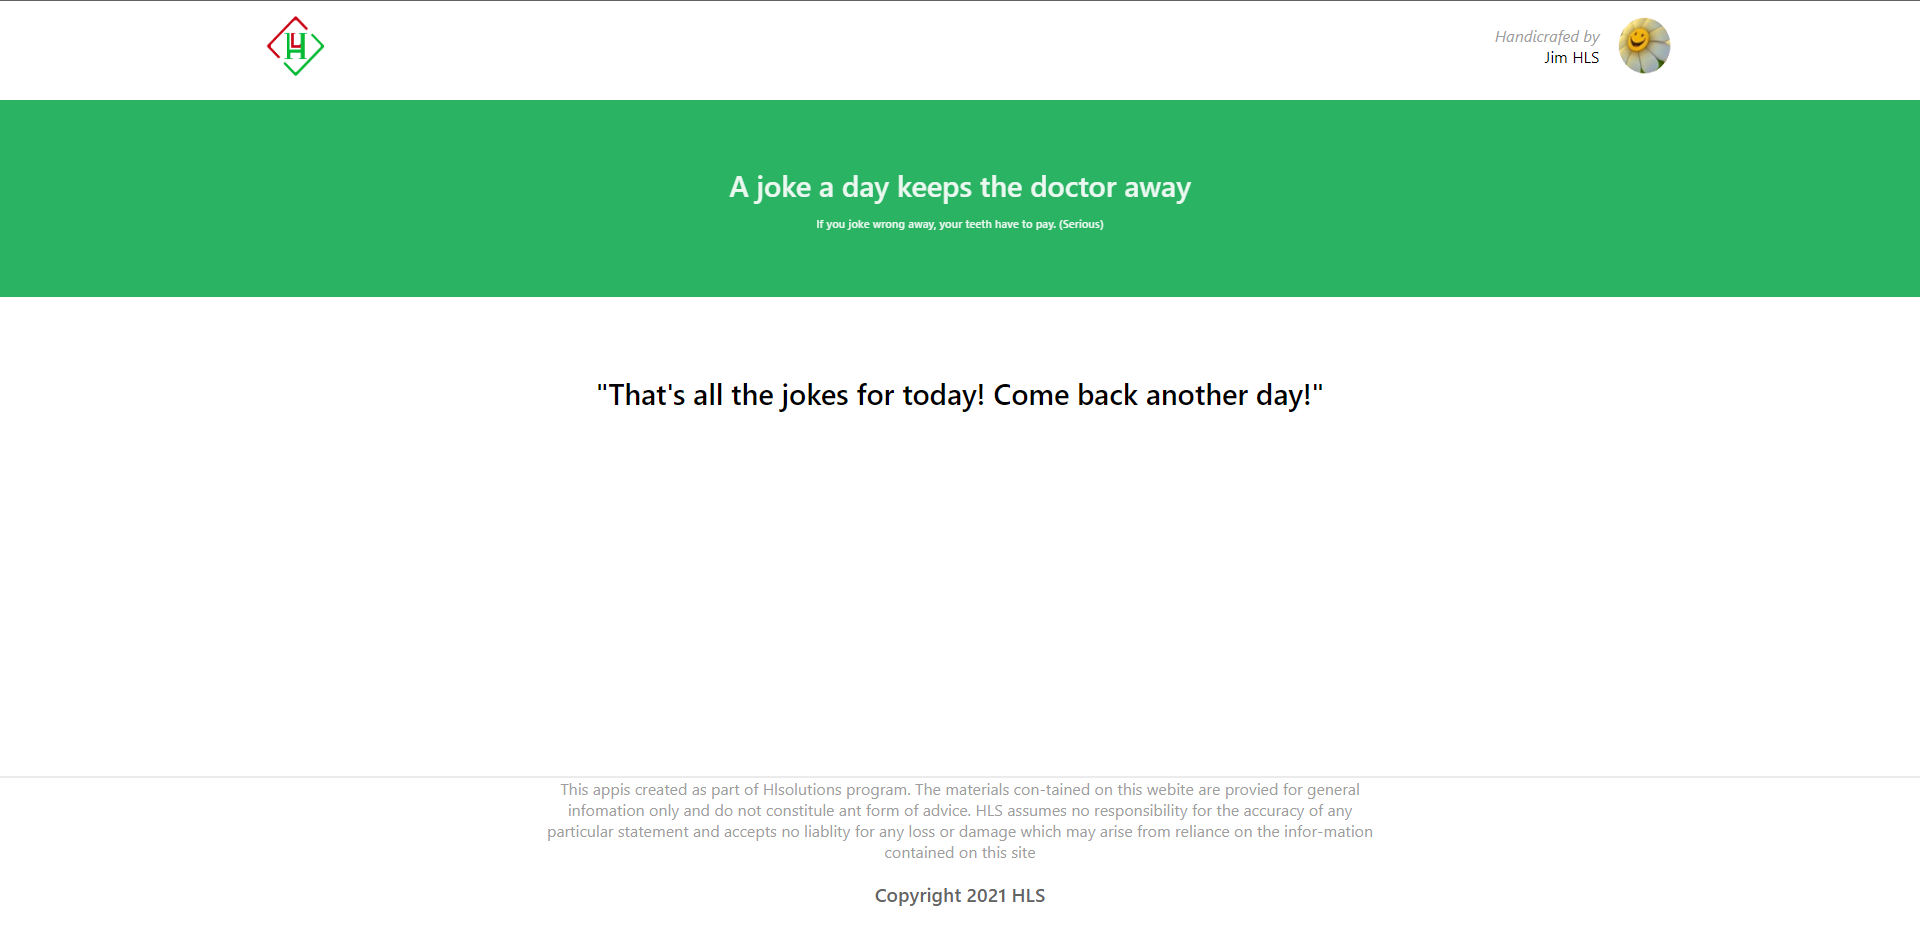 Handicrafed by
Jim HLS
A joke a day keeps the doctor away
If you joke wrong away, your teeth have to pay. (Serious)
"That's all the jokes for today! Come back another day!"
This appis created as part of Hlsolutions program. The materials con-tained on this webite are provied for general
infomation only and do not constitule ant form of advice. HLS assumes no responsibility for the accuracy of any
particular statement and accepts no liablity for any loss or damage which may arise from reliance on the infor-mation
contained on this site
Copyright 2021 HLS